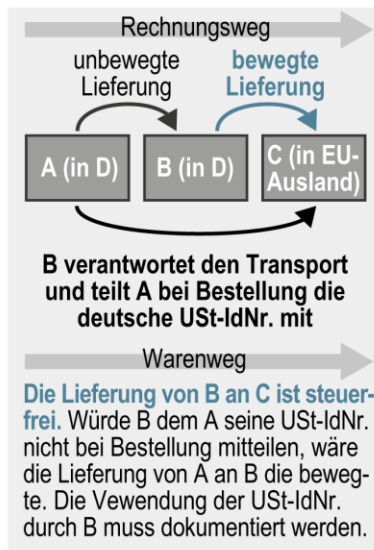 Rechnungsweg
unbewegte
Lieferung
bewegte
Lieferung
A (in D)
B (in D)
C (in EU-
Ausland)
B verantwortet den Transport
und teilt A bei Bestellung die
deutsche USt-IdNr. mit
Warenweg
Die Lieferung von B an C ist steuer-
frei. Würde B dem A seine USt-IdNr.
nicht bei Bestellung mitteilen, wäre
die Lieferung von A an B die beweg-
te. Die Vewendung der USt-IdNr.
durch B muss dokumentiert werden.